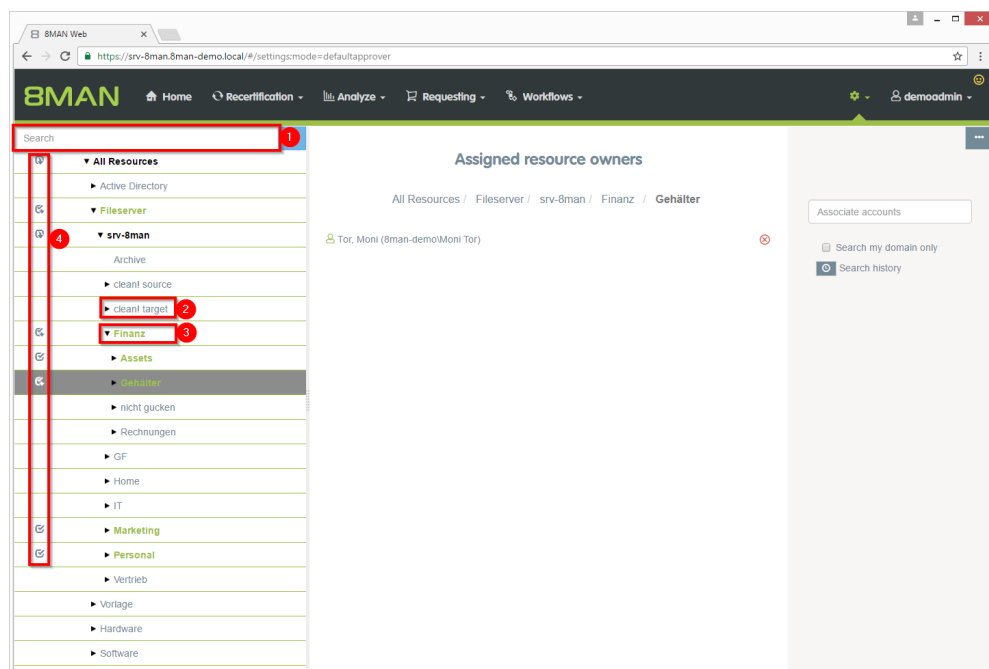 8MAN Web
https://srv-8man.8man-demo.local/#/settings;mode=defaultapprover
8MAN Home Recertification Analyze Requesting Workflows demoadmin
Search 1
All Resources
Active Directory
Fileserver
4 srv-8man
Archive
clean! source
clean! target 2
Finanz 3
Assets
Gehälter
nicht gucken
Rechnungen
GF
Home
IT
Marketing
Personal
Vertrieb
Vorlage
Hardware
Software
Assigned resource owners
All Resources / Fileserver / srv-8man / Finanz / Gehälter
Tor, Moni (8man-demo\Moni Tor)
Associate accounts
Search my domain only
Search history